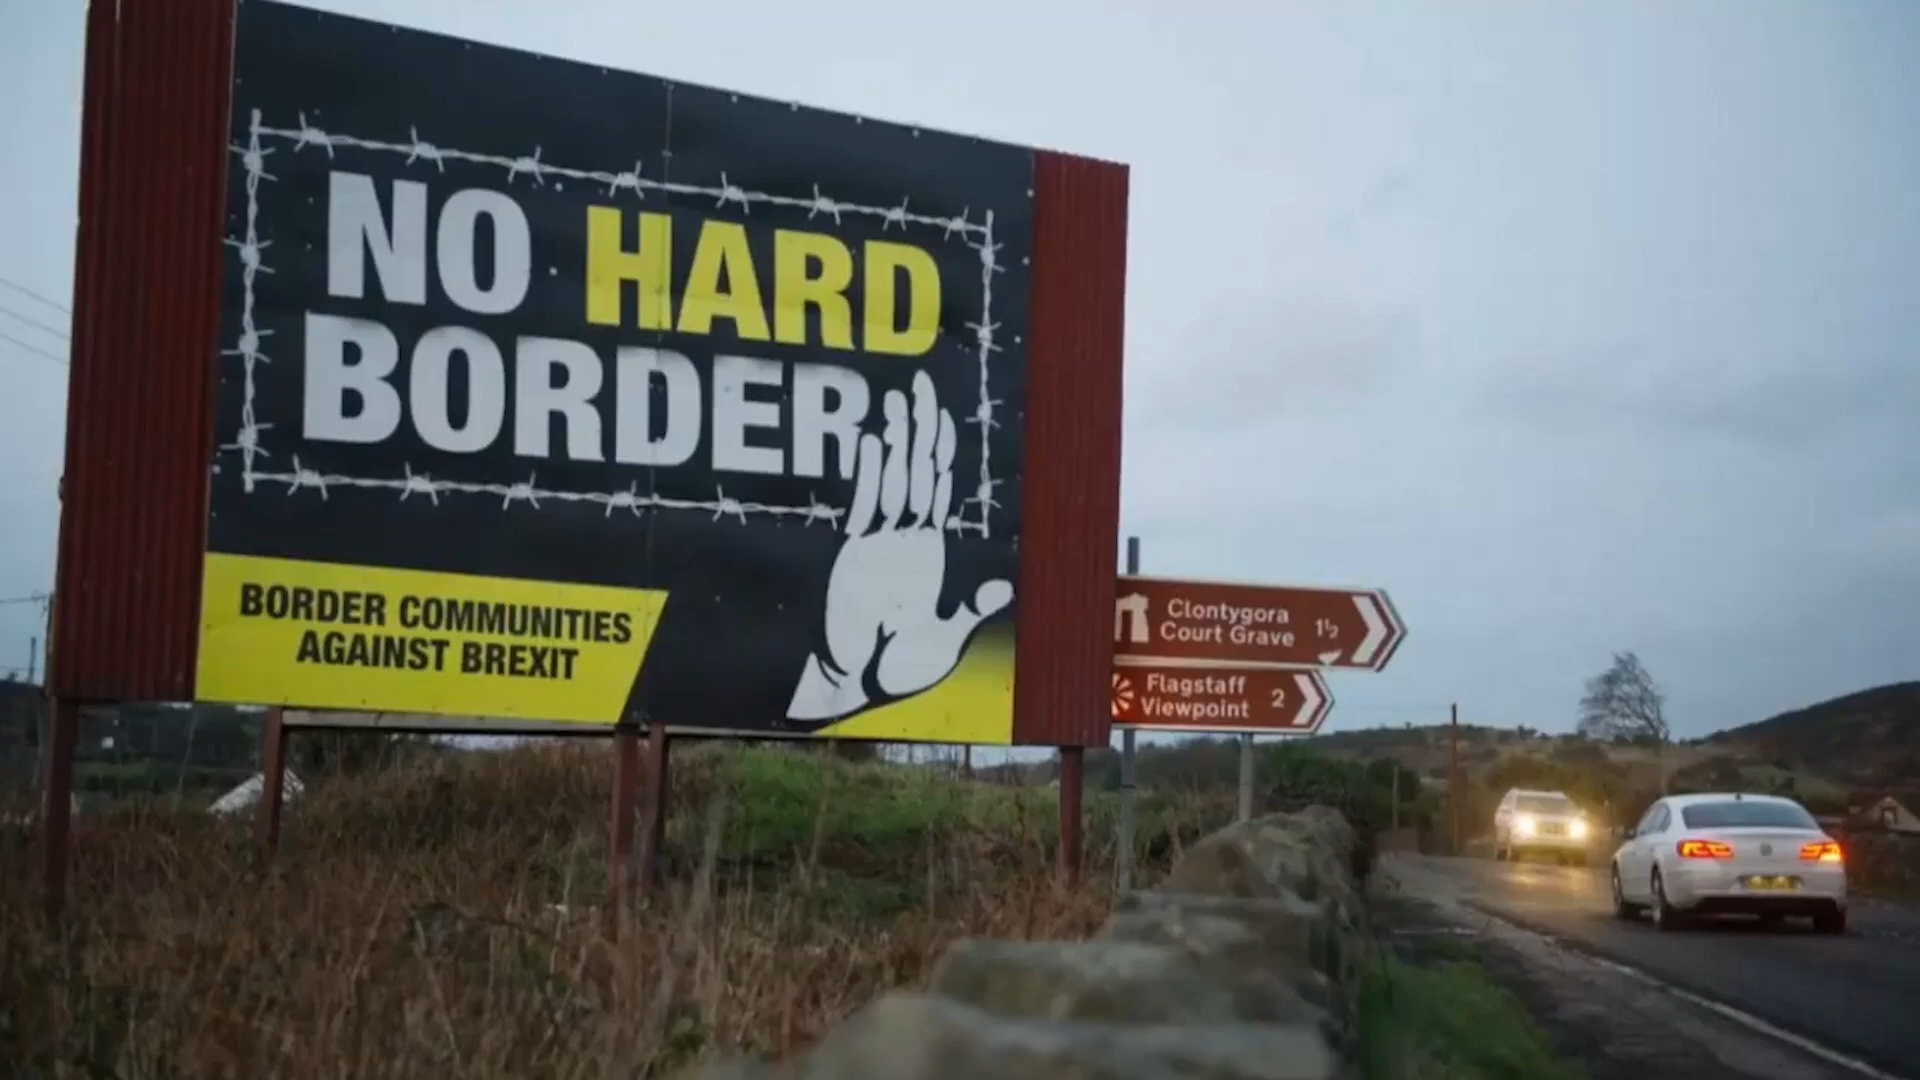 NO HARD
BORDER
BORDER COMMUNITIES
AGAINST BREXIT
Clontygora
Court Grave 1½
Flagstaff
Viewpoint 2